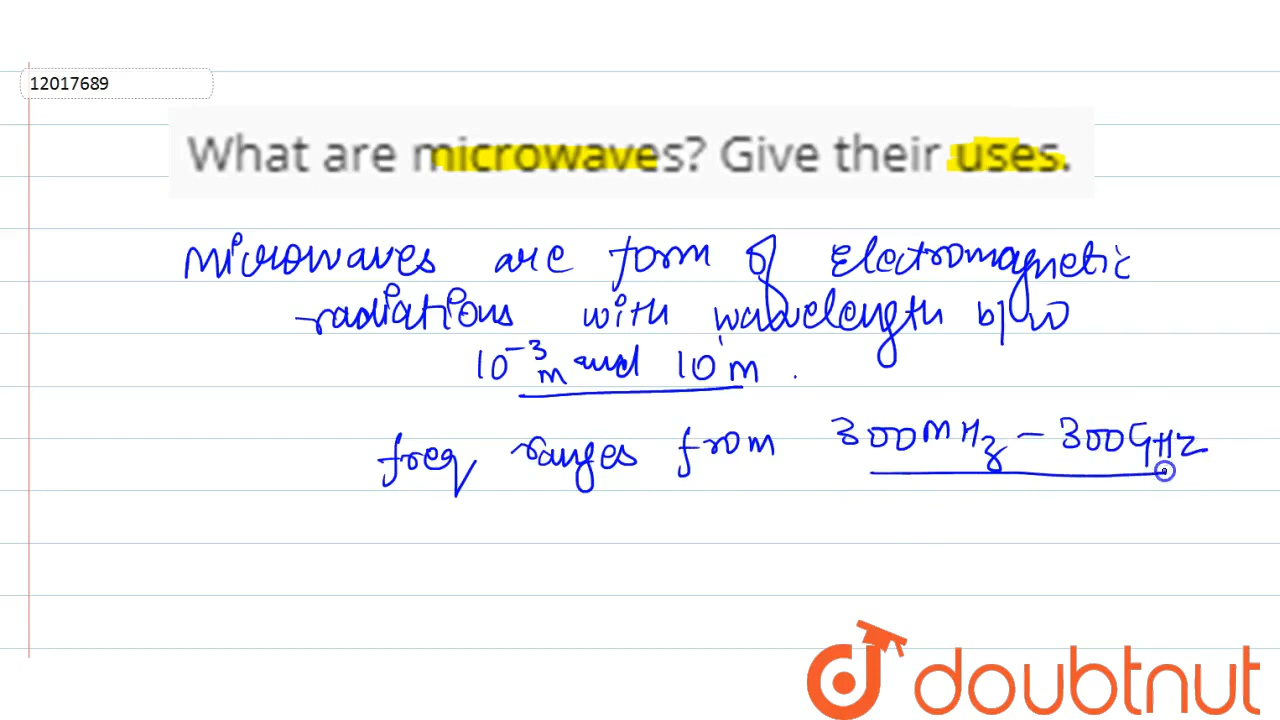 12017689
What are microwaves? Give their uses.
Microwaves are form of Electromagnetic
radiations with wavelength b/w
10⁻³m and 10 m.
freq ranges from 300MHz - 300GHz
doubtnut